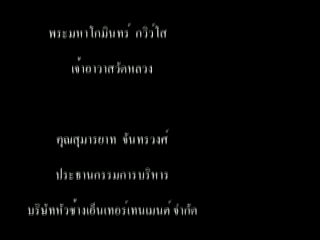 พระมหาโกมินทร์ กวิวํโส
เจ้าอาวาสวัดหลวง
คุณสุมารยาท จันทรวงศ์
ประธานกรรมการบริหาร
บริษัทหัวช้างเอ็นเทอร์เทนเมนต์ จำกัด